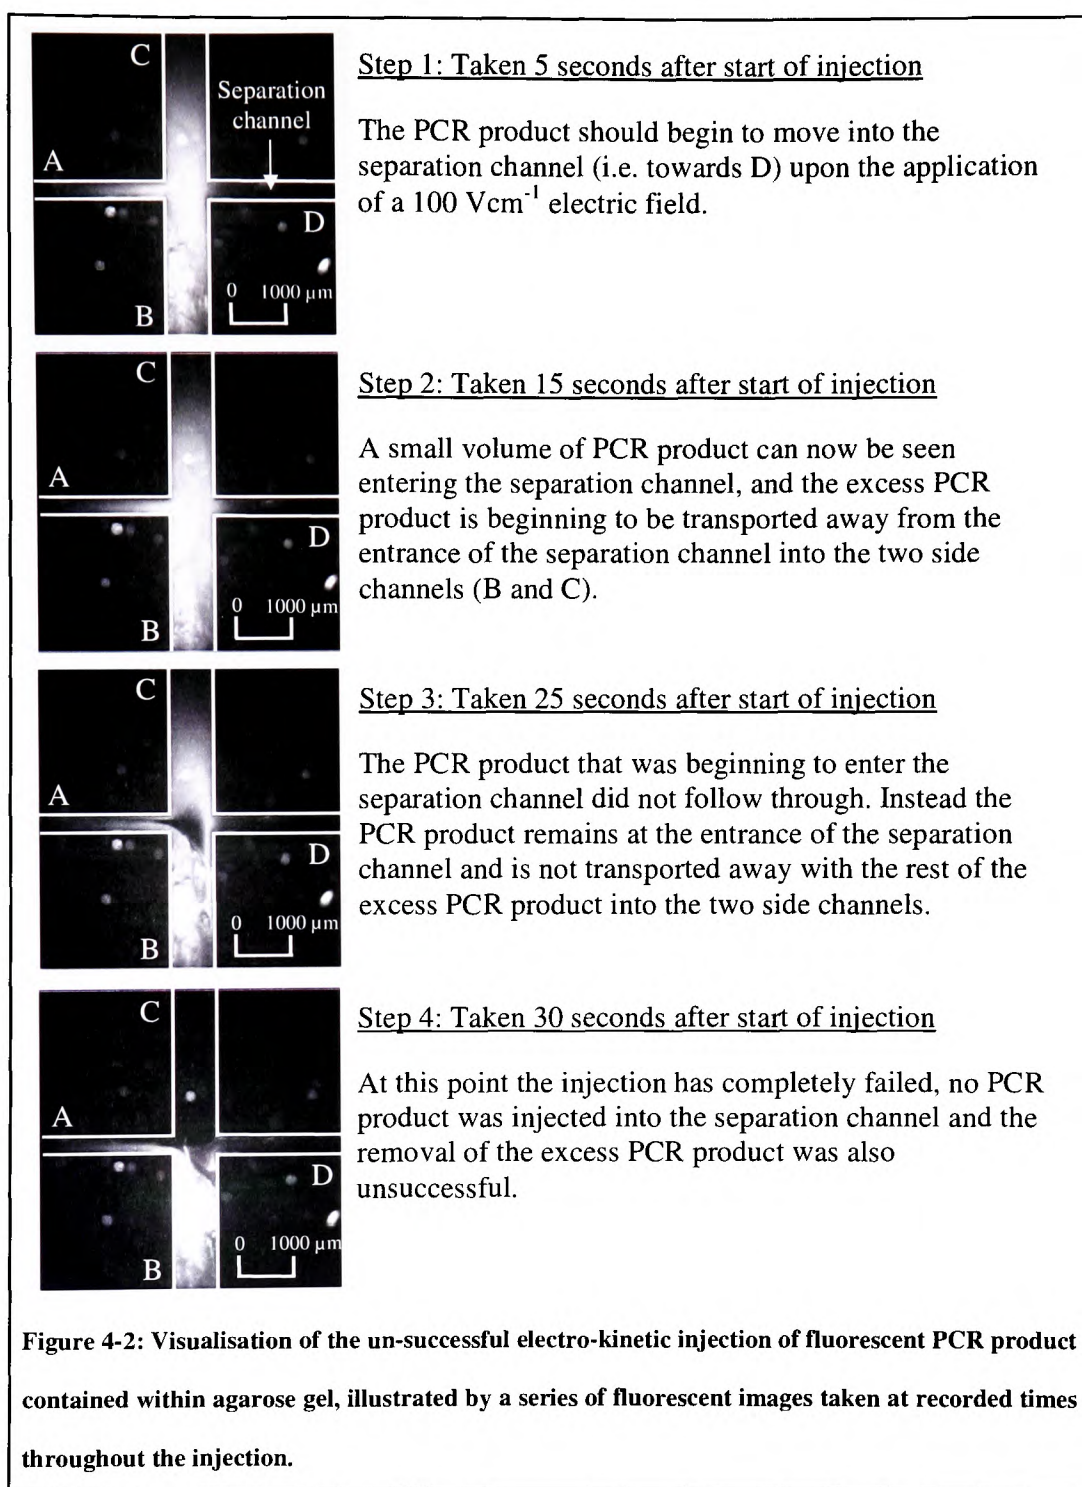 C
Separation
channel
A
D
0 1000 µm
B
Step 1: Taken 5 seconds after start of injection
The PCR product should begin to move into the
separation channel (i.e. towards D) upon the application
of a 100 Vcm⁻¹ electric field.
C
A
D
0 1000 µm
B
Step 2: Taken 15 seconds after start of injection
A small volume of PCR product can now be seen
entering the separation channel, and the excess PCR
product is beginning to be transported away from the
entrance of the separation channel into the two side
channels (B and C).
C
A
D
0 1000 µm
B
Step 3: Taken 25 seconds after start of injection
The PCR product that was beginning to enter the
separation channel did not follow through. Instead the
PCR product remains at the entrance of the separation
channel and is not transported away with the rest of the
excess PCR product into the two side channels.
C
A
D
0 1000 µm
B
Step 4: Taken 30 seconds after start of injection
At this point the injection has completely failed, no PCR
product was injected into the separation channel and the
removal of the excess PCR product was also
unsuccessful.
Figure 4-2: Visualisation of the un-successful electro-kinetic injection of fluorescent PCR product
contained within agarose gel, illustrated by a series of fluorescent images taken at recorded times
throughout the injection.